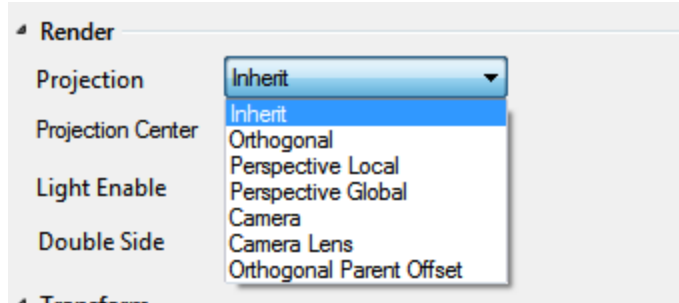 Render
Projection
Inherit
Inherit
Projection Center
Orthogonal
Perspective Local
Light Enable
Perspective Global
Camera
Double Side
Camera Lens
Orthogonal Parent Offset
Transform